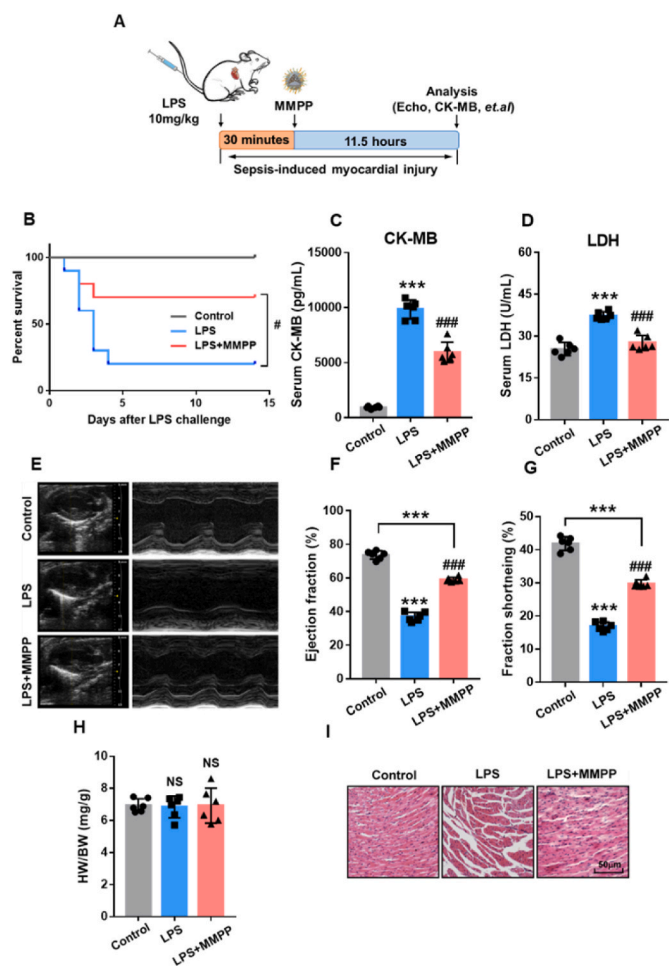 A
LPS
10mg/kg
MMPP
Analysis
(Echo, CK-MB, et.al)
30 minutes
11.5 hours
Sepsis-induced myocardial injury
B
Percent survival
100
50
0
0
5
10
15
Days after LPS challenge
Control
LPS
LPS+MMPP
#
C
CK-MB
Serum CK-MB (pg/mL)
15000
10000
5000
0
***
###
Control
LPS
LPS+MMPP
D
LDH
Serum LDH (U/mL)
60
45
30
15
0
***
###
Control
LPS
LPS+MMPP
E
Control
LPS
LPS+MMPP
F
Ejection fraction (%)
100
80
60
40
20
0
***
***
###
Control
LPS
LPS+MMPP
G
Fraction shortneing (%)
50
40
30
20
10
0
***
***
###
Control
LPS
LPS+MMPP
H
HW/BW (mg/g)
10
8
6
4
2
0
NS
NS
Control
LPS
LPS+MMPP
I
Control
LPS
LPS+MMPP
50μm